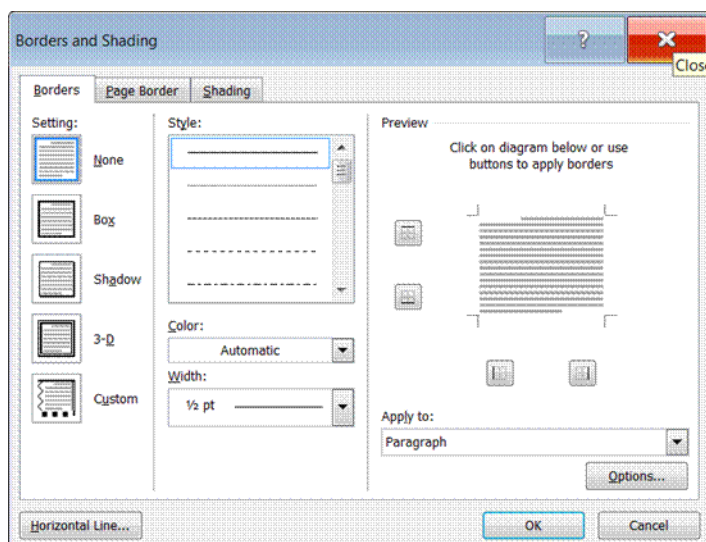 Borders and Shading
?
Close
Borders
Page Border
Shading
Setting:
None
Box
Shadow
3-D
Custom
Style:
Color:
Automatic
Width:
½ pt
Preview
Click on diagram below or use
buttons to apply borders
Apply to:
Paragraph
Options...
Horizontal Line...
OK
Cancel